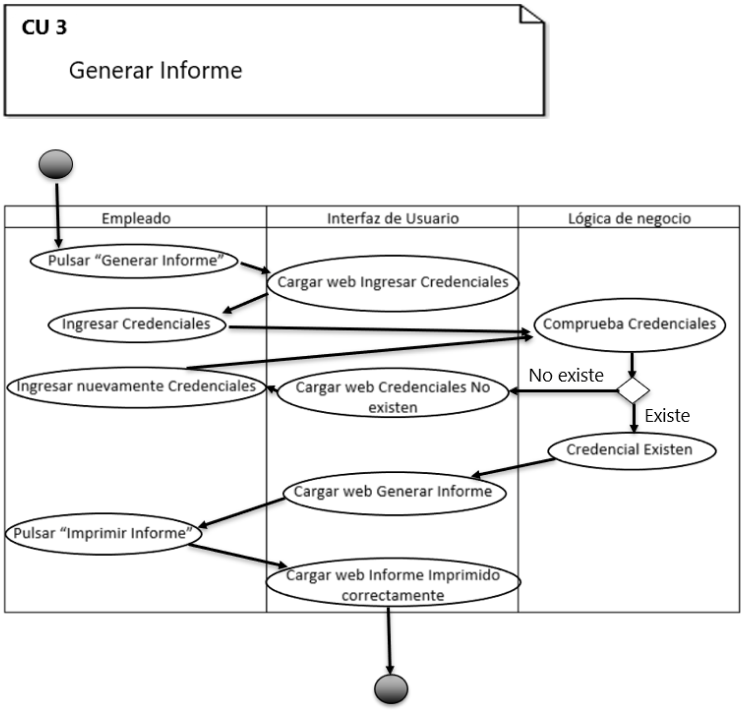 CU 3
Generar Informe
Empleado
Interfaz de Usuario
Lógica de negocio
Pulsar “Generar Informe”
Cargar web Ingresar Credenciales
Ingresar Credenciales
Comprueba Credenciales
No existe
Ingresar nuevamente Credenciales
Cargar web Credenciales No
existen
Existe
Credencial Existen
Cargar web Generar Informe
Pulsar “Imprimir Informe”
Cargar web Informe Imprimido
correctamente